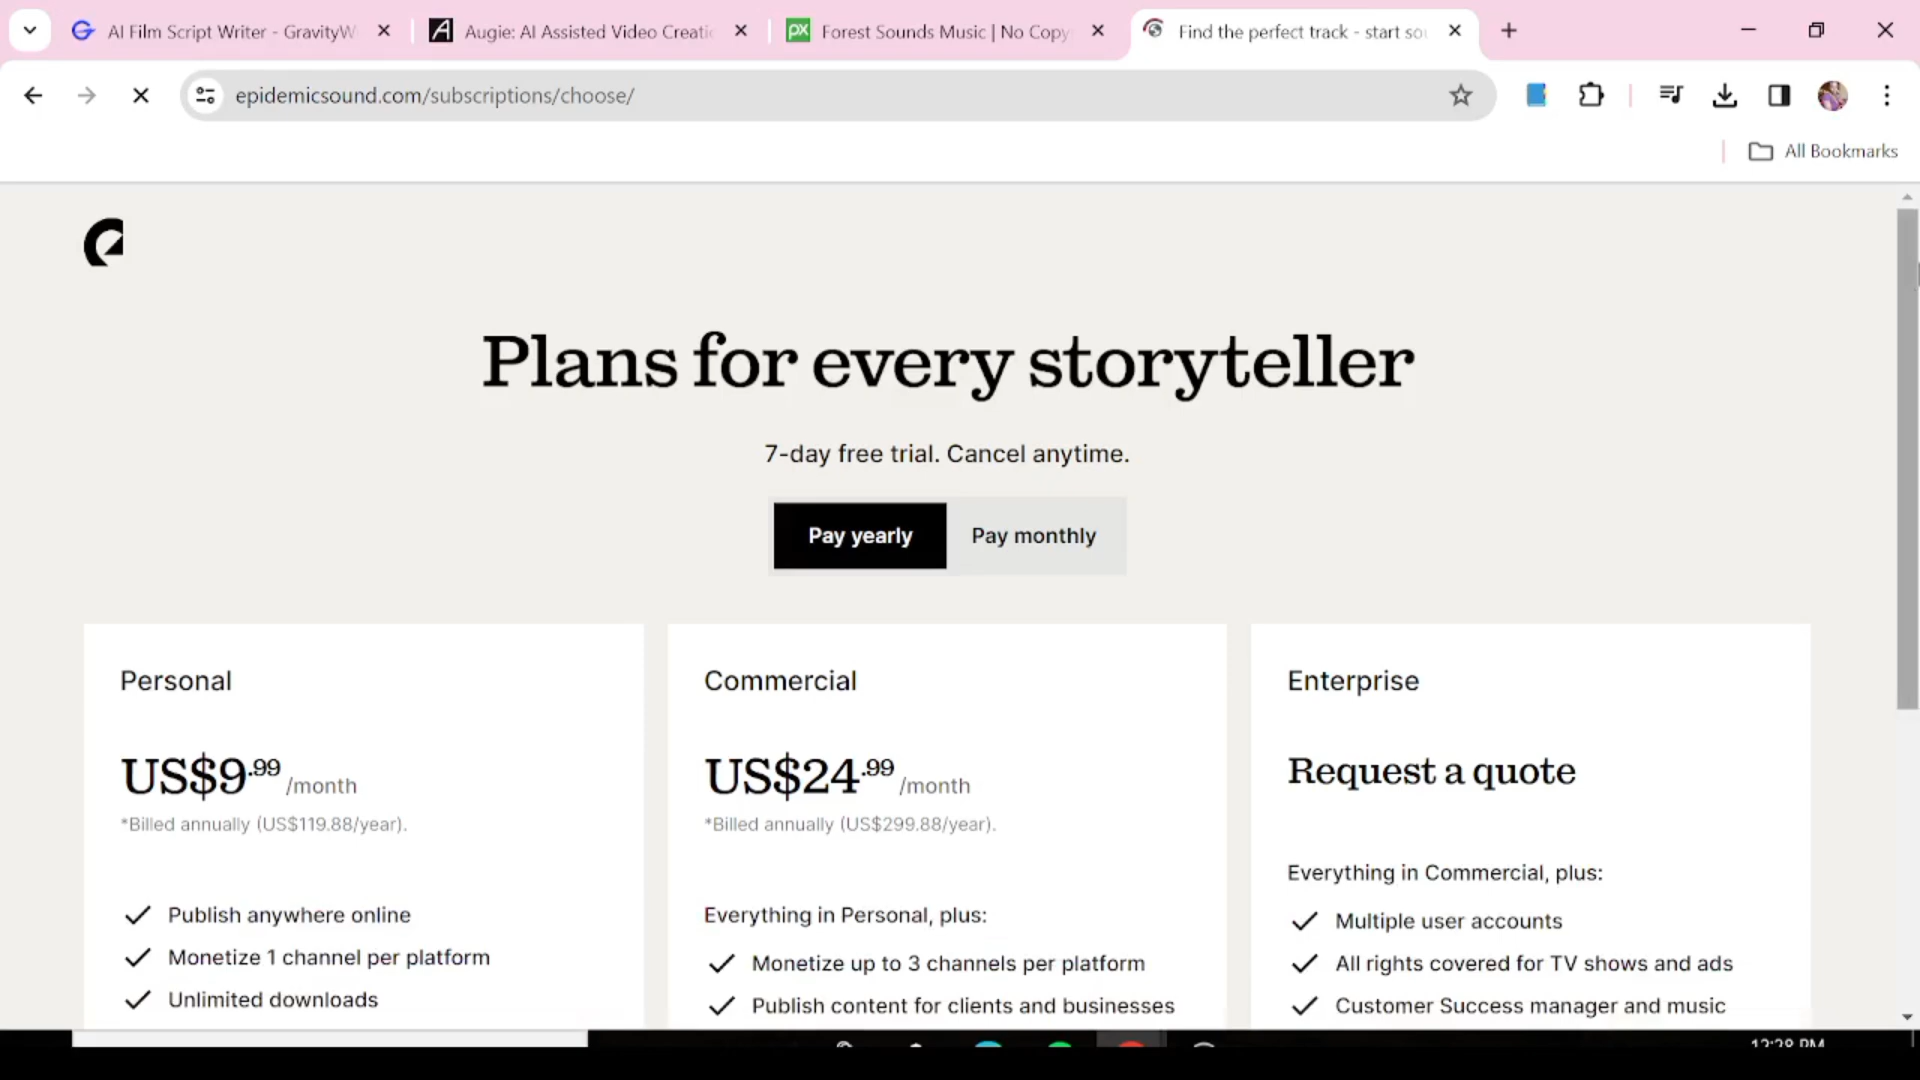 AI Film Script Writer - GravityW
Augie: AI Assisted Video Creati
Forest Sounds Music | No Copy
Find the perfect track - start sou
epidemicsound.com/subscriptions/choose/
All Bookmarks
Plans for every storyteller
7-day free trial. Cancel anytime.
Pay yearly
Pay monthly
Personal
US$9.99 /month
*Billed annually (US$119.88/year).
Publish anywhere online
Monetize 1 channel per platform
Unlimited downloads
Commercial
US$24.99 /month
*Billed annually (US$299.88/year).
Everything in Personal, plus:
Monetize up to 3 channels per platform
Publish content for clients and businesses
Enterprise
Request a quote
Everything in Commercial, plus:
Multiple user accounts
All rights covered for TV shows and ads
Customer Success manager and music
12:28 PM